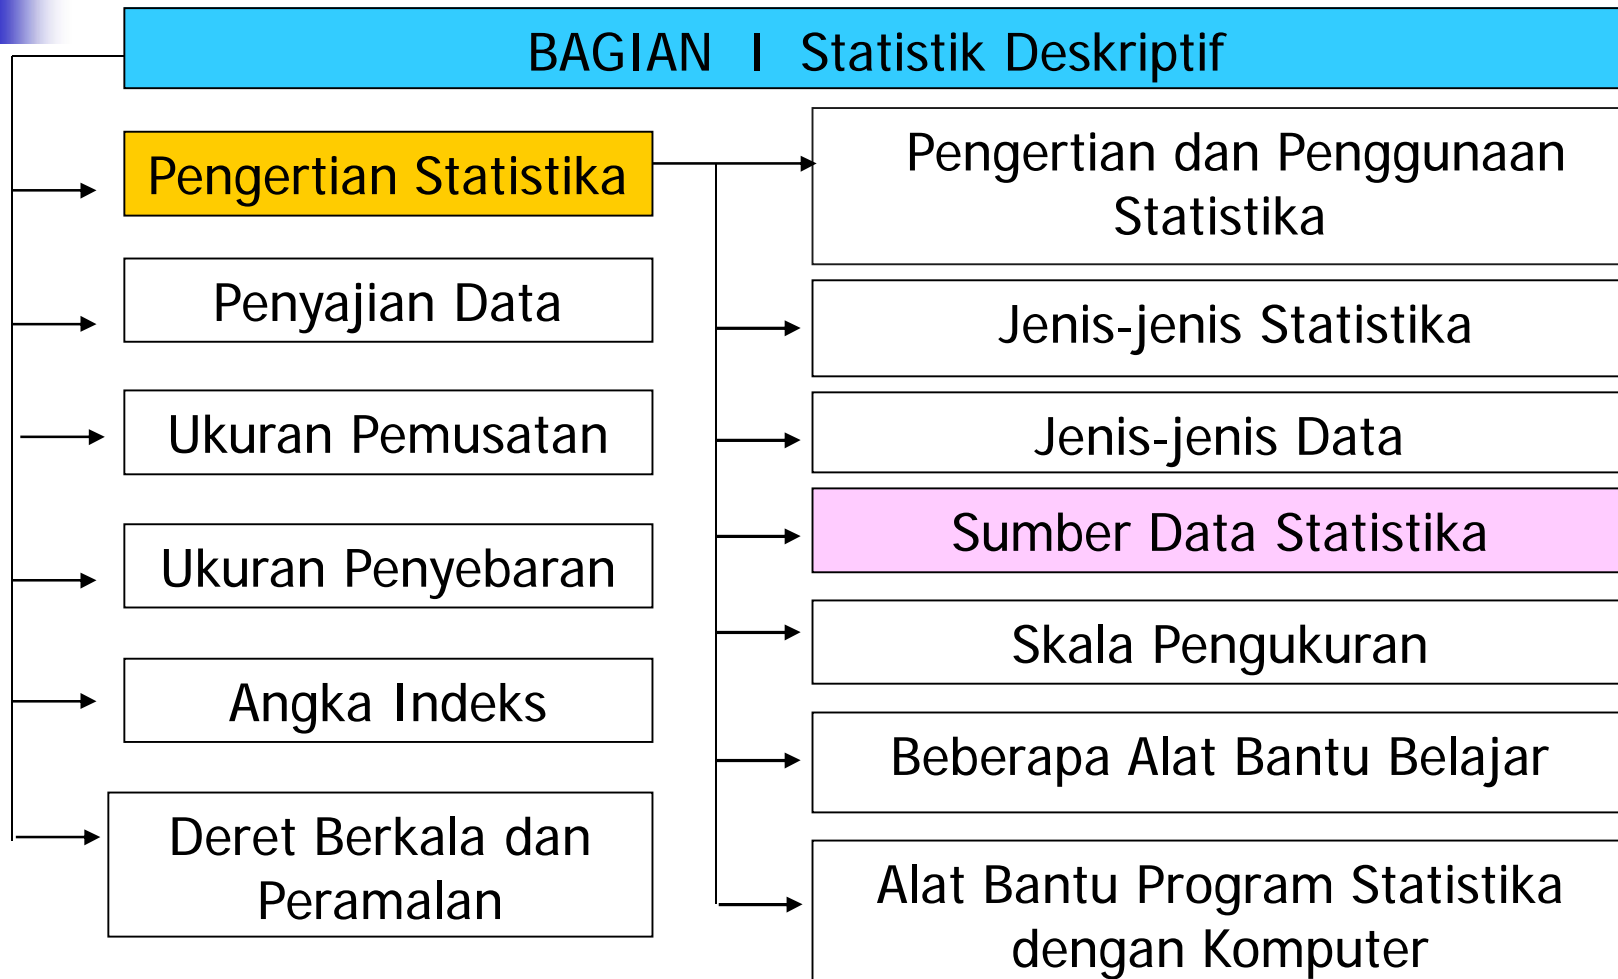 BAGIAN I Statistik Deskriptif
Pengertian Statistika
Penyajian Data
Ukuran Pemusatan
Ukuran Penyebaran
Angka Indeks
Deret Berkala dan
Peramalan
Pengertian dan Penggunaan
Statistika
Jenis-jenis Statistika
Jenis-jenis Data
Sumber Data Statistika
Skala Pengukuran
Beberapa Alat Bantu Belajar
Alat Bantu Program Statistika
dengan Komputer